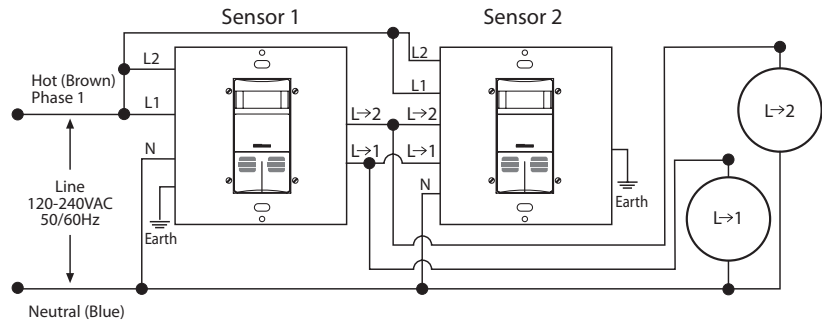 Sensor 1
Sensor 2
Hot (Brown)
Phase 1
L2
L1
N
Earth
Line
120-240VAC
50/60Hz
Neutral (Blue)
L→2
L→1
L2
L1
L→2
L→1
N
Earth
L→2
L→1